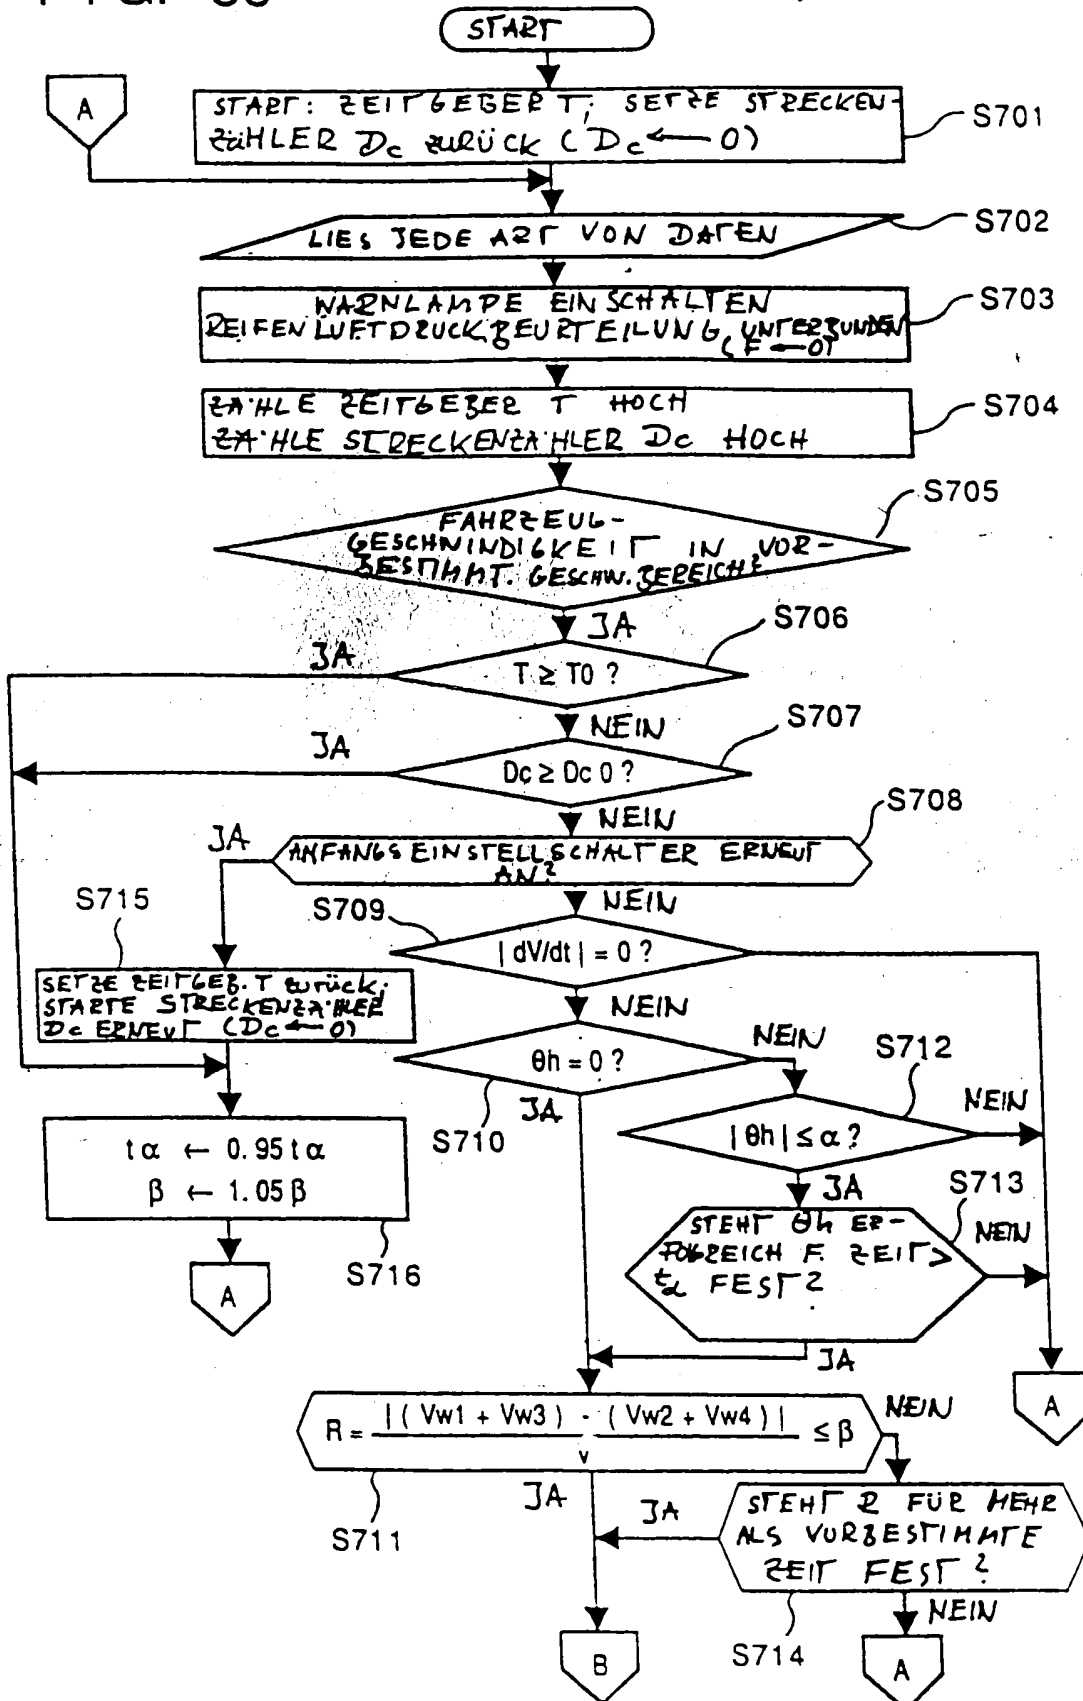 START
A
START: ZEITGEBER T; SETZE STRECKEN-
ZÄHLER Dc ZURÜCK (Dc ← 0)
S701
LIES JEDE ART VON DATEN
S702
WARNLAMPE EINSCHALTEN
REIFENLUFTDRUCKBEURTEILUNG UNTERBUNDEN
(F ← 0)
S703
ZÄHLE ZEITGEBER T HOCH
ZÄHLE STRECKENZÄHLER Dc HOCH
S704
FAHRZEUG-
GESCHWINDIGKEIT IN VOR-
BESTIMMT. GESCHW. BEREICH?
S705
JA
S706
JA
T ≥ T0 ?
NEIN
S707
JA
Dc ≥ Dc 0 ?
NEIN
S708
JA
ANFANGSEINSTELLSCHALTER ERNEUT
AN?
NEIN
S715
S709
| dV/dt | = 0 ?
SETZE ZEITGEB. T ZURÜCK;
STARTE STRECKENZÄHLER
Dc ERNEUT (Dc ← 0)
NEIN
θh = 0 ?
NEIN
S712
JA
S710
| θh | ≤ α ?
NEIN
tα ← 0.95 tα
β ← 1.05 β
S716
A
JA
S713
STEHT θh ER-
FOLGREICH F. ZEIT >
tα FEST?
NEIN
JA
A
R = | ( Vw1 + Vw3 ) - ( Vw2 + Vw4 ) | ≤ β
V
NEIN
S711
JA
JA
STEHT R FÜR MEHR
ALS VORBESTIMMTE
ZEIT FEST?
S714
NEIN
B
A